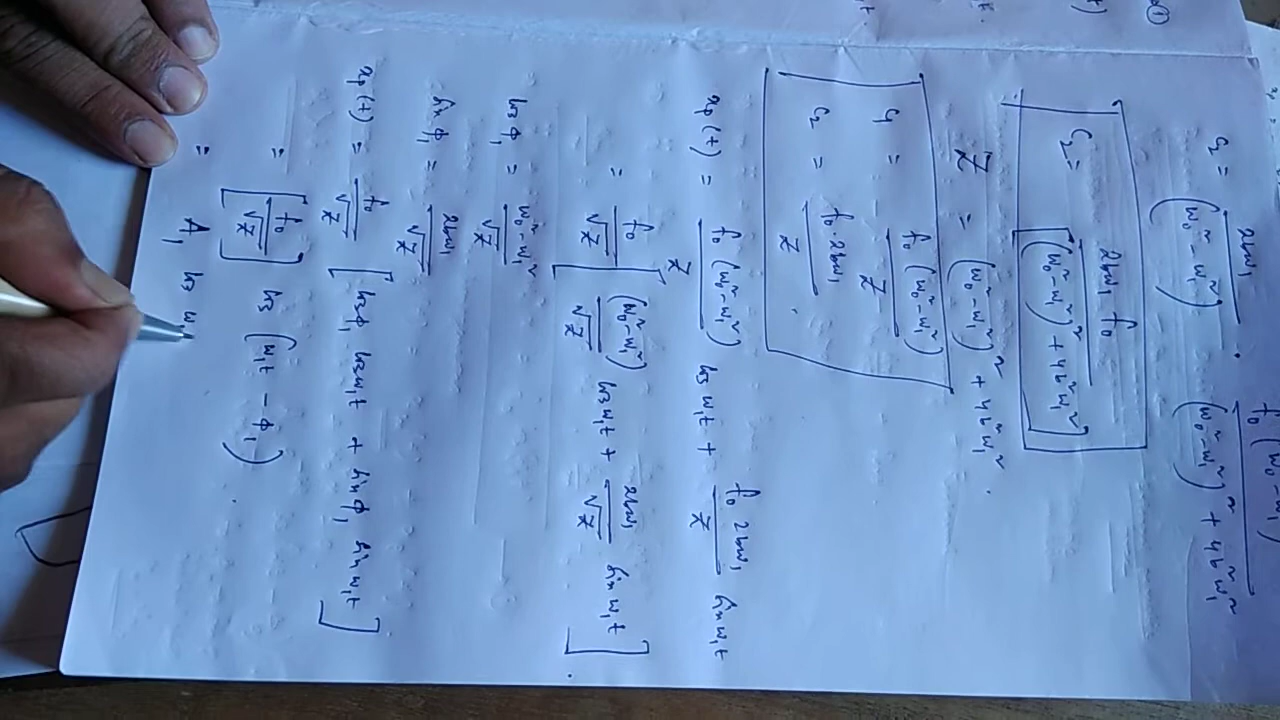 C₂ = 2bω₁ / (ω₀² - ω₁²) · f₀ (ω₀² - ω₁²) / (ω₀² - ω₁²)² + 4b²ω₁²
C₂ = 2bω₁ f₀ / [(ω₀² - ω₁²)² + 4b²ω₁²]
Z = (ω₀² - ω₁²)² + 4b²ω₁².
C₁ = f₀ (ω₀² - ω₁²) / Z
C₂ = f₀ · 2bω₁ / Z .
xₚ(t) = f₀ (ω₀² - ω₁²) / Z cos ω₁t + f₀ 2bω₁ / Z sin ω₁t
= f₀ / √Z [ (ω₀² - ω₁²) / √Z cos ω₁t + 2bω₁ / √Z sin ω₁t ] .
cos φ₁ = ω₀² - ω₁² / √Z
sin φ₁ = 2bω₁ / √Z
xₚ(t) = f₀ / √Z [ cos φ₁ cos ω₁t + sin φ₁ sin ω₁t ]
= [ f₀ / √Z ] cos (ω₁t - φ₁) .
= A₁ cos ω₁